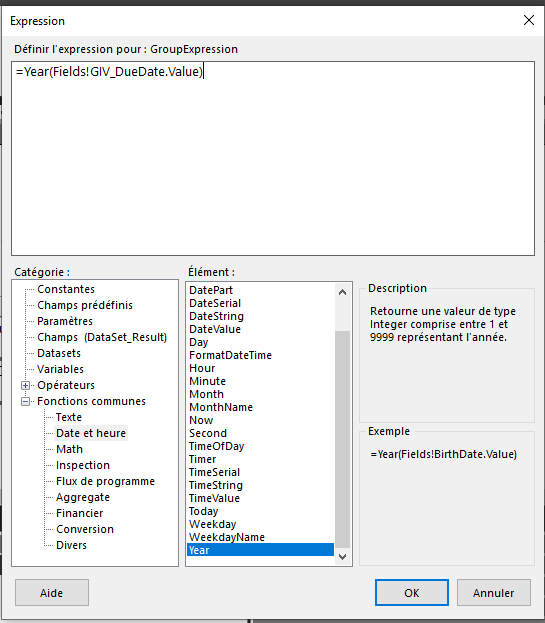 Expression
Définir l'expression pour : GroupExpression
=Year(Fields!GIV_DueDate.Value)
Catégorie :
Constantes
Champs prédéfinis
Paramètres
Champs (DataSet_Result)
Datasets
Variables
Opérateurs
Fonctions communes
Texte
Date et heure
Math
Inspection
Flux de programme
Aggregate
Financier
Conversion
Divers
Élément :
DatePart
DateSerial
DateString
DateValue
Day
FormatDateTime
Hour
Minute
Month
MonthName
Now
Second
TimeOfDay
Timer
TimeSerial
TimeString
TimeValue
Today
Weekday
WeekdayName
Year
Description
Retourne une valeur de type
Integer comprise entre 1 et
9999 représentant l'année.
Exemple
=Year(Fields!BirthDate.Value)
Aide
OK
Annuler